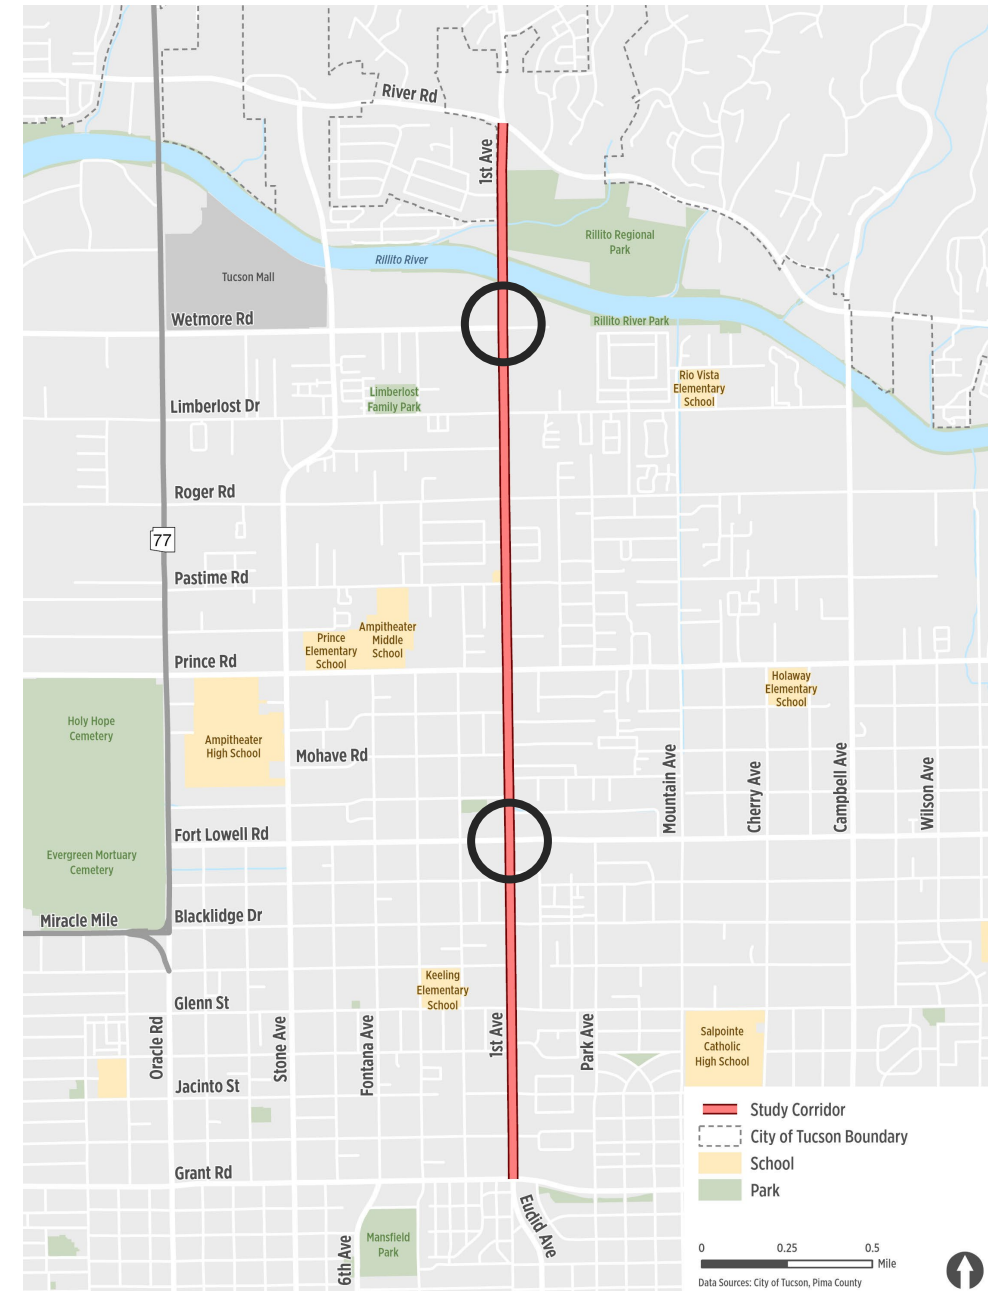 River Rd
1st Ave
Rillito Regional
Park
Rillito River
Tucson Mall
Wetmore Rd
Rillito River Park
Rio Vista
Elementary
School
Limberlost
Family Park
Limberlost Dr
Roger Rd
77
Pastime Rd
Ampitheater
Middle
School
Prince
Elementary
School
Prince Rd
Holaway
Elementary
School
Holy Hope
Cemetery
Ampitheater
High School
Mohave Rd
Mountain Ave
Cherry Ave
Campbell Ave
Wilson Ave
Fort Lowell Rd
Evergreen Mortuary
Cemetery
Miracle Mile
Blacklidge Dr
Keeling
Elementary
School
Glenn St
Oracle Rd
Stone Ave
Fontana Ave
1st Ave
Park Ave
Salpointe
Catholic
High School
Jacinto St
Grant Rd
Euclid Ave
6th Ave
Mansfield
Park
Study Corridor
City of Tucson Boundary
School
Park
0 0.25 0.5
Mile
Data Sources: City of Tucson, Pima County